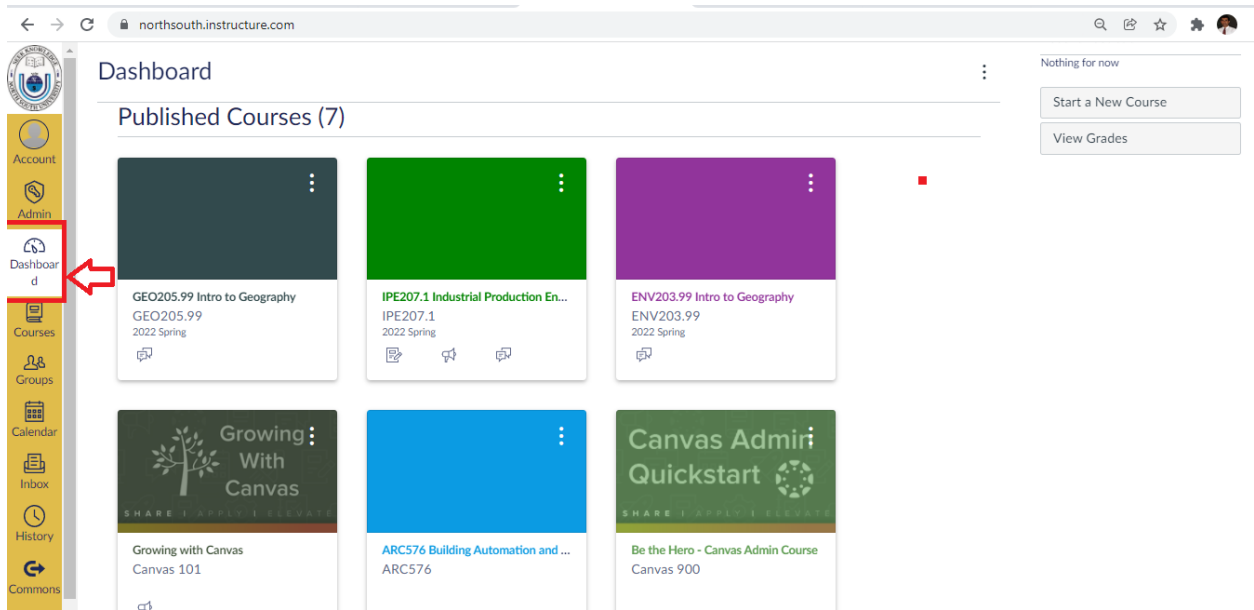 northsouth.instructure.com
Account
Admin
Dashboar
d
Courses
Groups
Calendar
Inbox
History
Commons
Dashboard
Published Courses (7)
GEO205.99 Intro to Geography
GEO205.99
2022 Spring
IPE207.1 Industrial Production En...
IPE207.1
2022 Spring
ENV203.99 Intro to Geography
ENV203.99
2022 Spring
Growing
With
Canvas
SHARE | APPLY | ELEVATE
Growing with Canvas
Canvas 101
ARC576 Building Automation and ...
ARC576
Canvas Admin
Quickstart
SHARE | APPLY | ELEVATE
Be the Hero - Canvas Admin Course
Canvas 900
Nothing for now
Start a New Course
View Grades